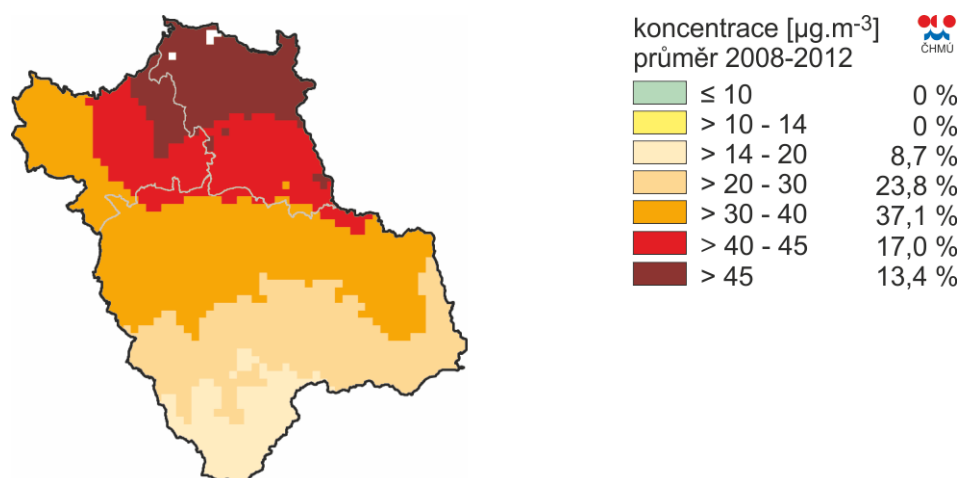 koncentrace [µg.m-3]
průměr 2008-2012
ČHMÚ
≤ 10 0 %
> 10 - 14 0 %
> 14 - 20 8,7 %
> 20 - 30 23,8 %
> 30 - 40 37,1 %
> 40 - 45 17,0 %
> 45 13,4 %